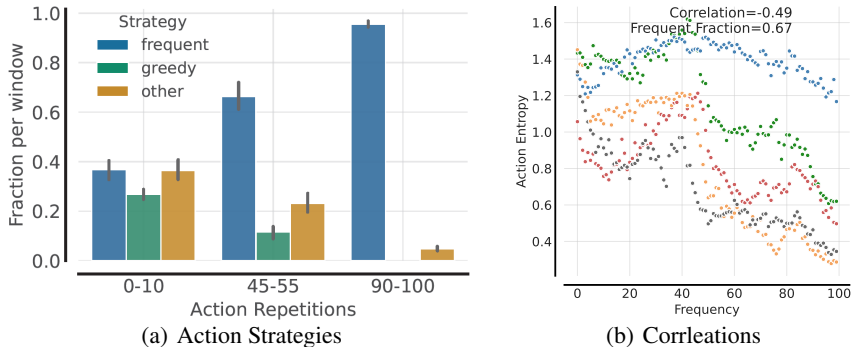 Strategy
frequent
greedy
other
Fraction per window
1.0
0.8
0.6
0.4
0.2
0.0
0-10 45-55 90-100
Action Repetitions
(a) Action Strategies
Correlation=-0.49
Frequent Fraction=0.67
Action Entropy
1.6
1.4
1.2
1.0
0.8
0.6
0.4
0 20 40 60 80 100
Frequency
(b) Corrleations